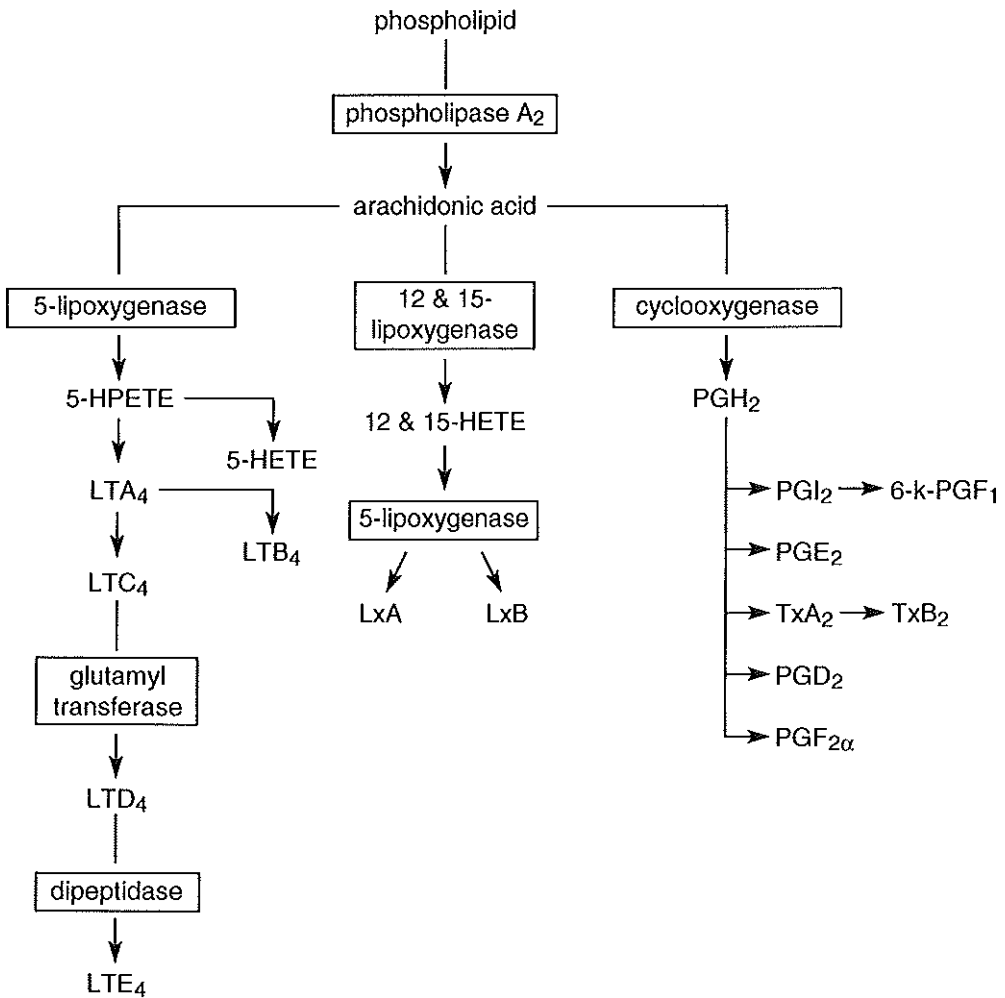 phospholipid
phospholipase A₂
arachidonic acid
5-lipoxygenase
12 & 15-
lipoxygenase
cyclooxygenase
5-HPETE
5-HETE
12 & 15-HETE
PGH₂
LTA₄
LTB₄
5-lipoxygenase
PGI₂
6-k-PGF₁
LTC₄
PGE₂
LxA
LxB
TxA₂
TxB₂
glutamyl
transferase
PGD₂
PGF₂α
LTD₄
dipeptidase
LTE₄